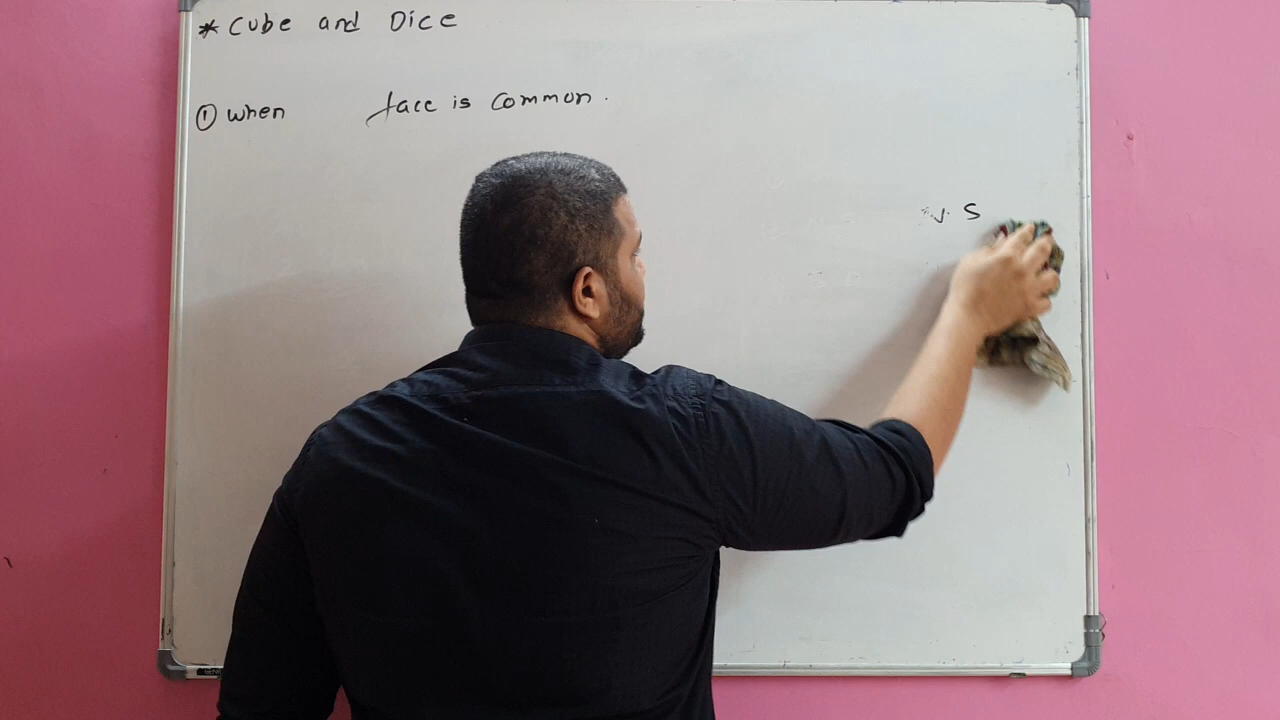 * Cube and Dice
① When face is common.
S